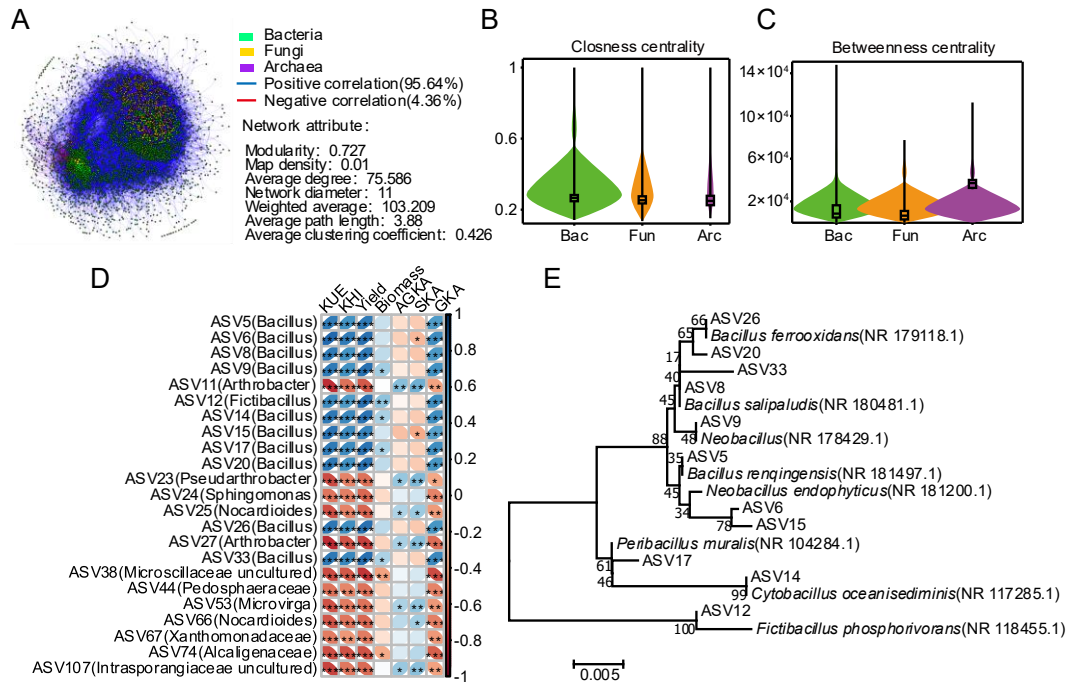 A
Bacteria
Fungi
Archaea
Positive correlation(95.64%)
Negative correlation(4.36%)
Network attribute:
Modularity: 0.727
Map density: 0.01
Average degree: 75.586
Network diameter: 11
Weighted average: 103.209
Average path length: 3.88
Average clustering coefficient: 0.426
B
Closness centrality
1
0.6
0.2
Bac Fun Arc
C
Betweenness centrality
14×10⁴
10×10⁴
6×10⁴
2×10⁴
Bac Fun Arc
D
KUE KHI Yield Biomass AGKA SKA GKA
ASV5(Bacillus)
ASV6(Bacillus)
ASV8(Bacillus)
ASV9(Bacillus)
ASV11(Arthrobacter)
ASV12(Fictibacillus)
ASV14(Bacillus)
ASV15(Bacillus)
ASV17(Bacillus)
ASV20(Bacillus)
ASV23(Pseudarthrobacter)
ASV24(Sphingomonas)
ASV25(Nocardioides)
ASV26(Bacillus)
ASV27(Arthrobacter)
ASV33(Bacillus)
ASV38(Microscillaceae uncultured)
ASV44(Pedosphaeraceae)
ASV53(Microvirga)
ASV66(Nocardioides)
ASV67(Xanthomonadaceae)
ASV74(Alcaligenaceae)
ASV107(Intrasporangiaceae uncultured)
1
0.8
0.6
0.4
0.2
0
-0.2
-0.4
-0.6
-0.8
-1
E
66 ASV26
65 Bacillus ferrooxidans(NR 179118.1)
17 ASV20
40 ASV33
ASV8
45 Bacillus salipaludis(NR 180481.1)
ASV9
88 48 Neobacillus(NR 178429.1)
35 ASV5
Bacillus renqingensis(NR 181497.1)
45 Neobacillus endophyticus(NR 181200.1)
34 ASV6
78 ASV15
Peribacillus muralis(NR 104284.1)
61 ASV17
46 ASV14
99 Cytobacillus oceanisediminis(NR 117285.1)
ASV12
100 Fictibacillus phosphorivorans(NR 118455.1)
0.005